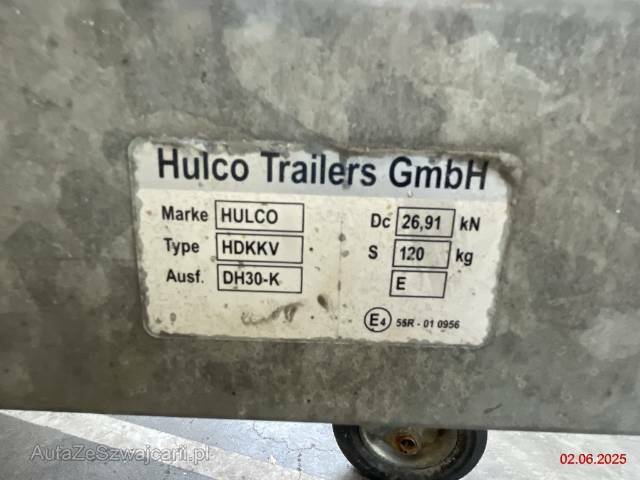 Hulco Trailers GmbH
Marke HULCO Dc 26,91 kN
Type HDKKV S 120 kg
Ausf. DH30-K E
E4 55R - 01 0956
AutaZeSzwajcarii.pl
02.06.2025